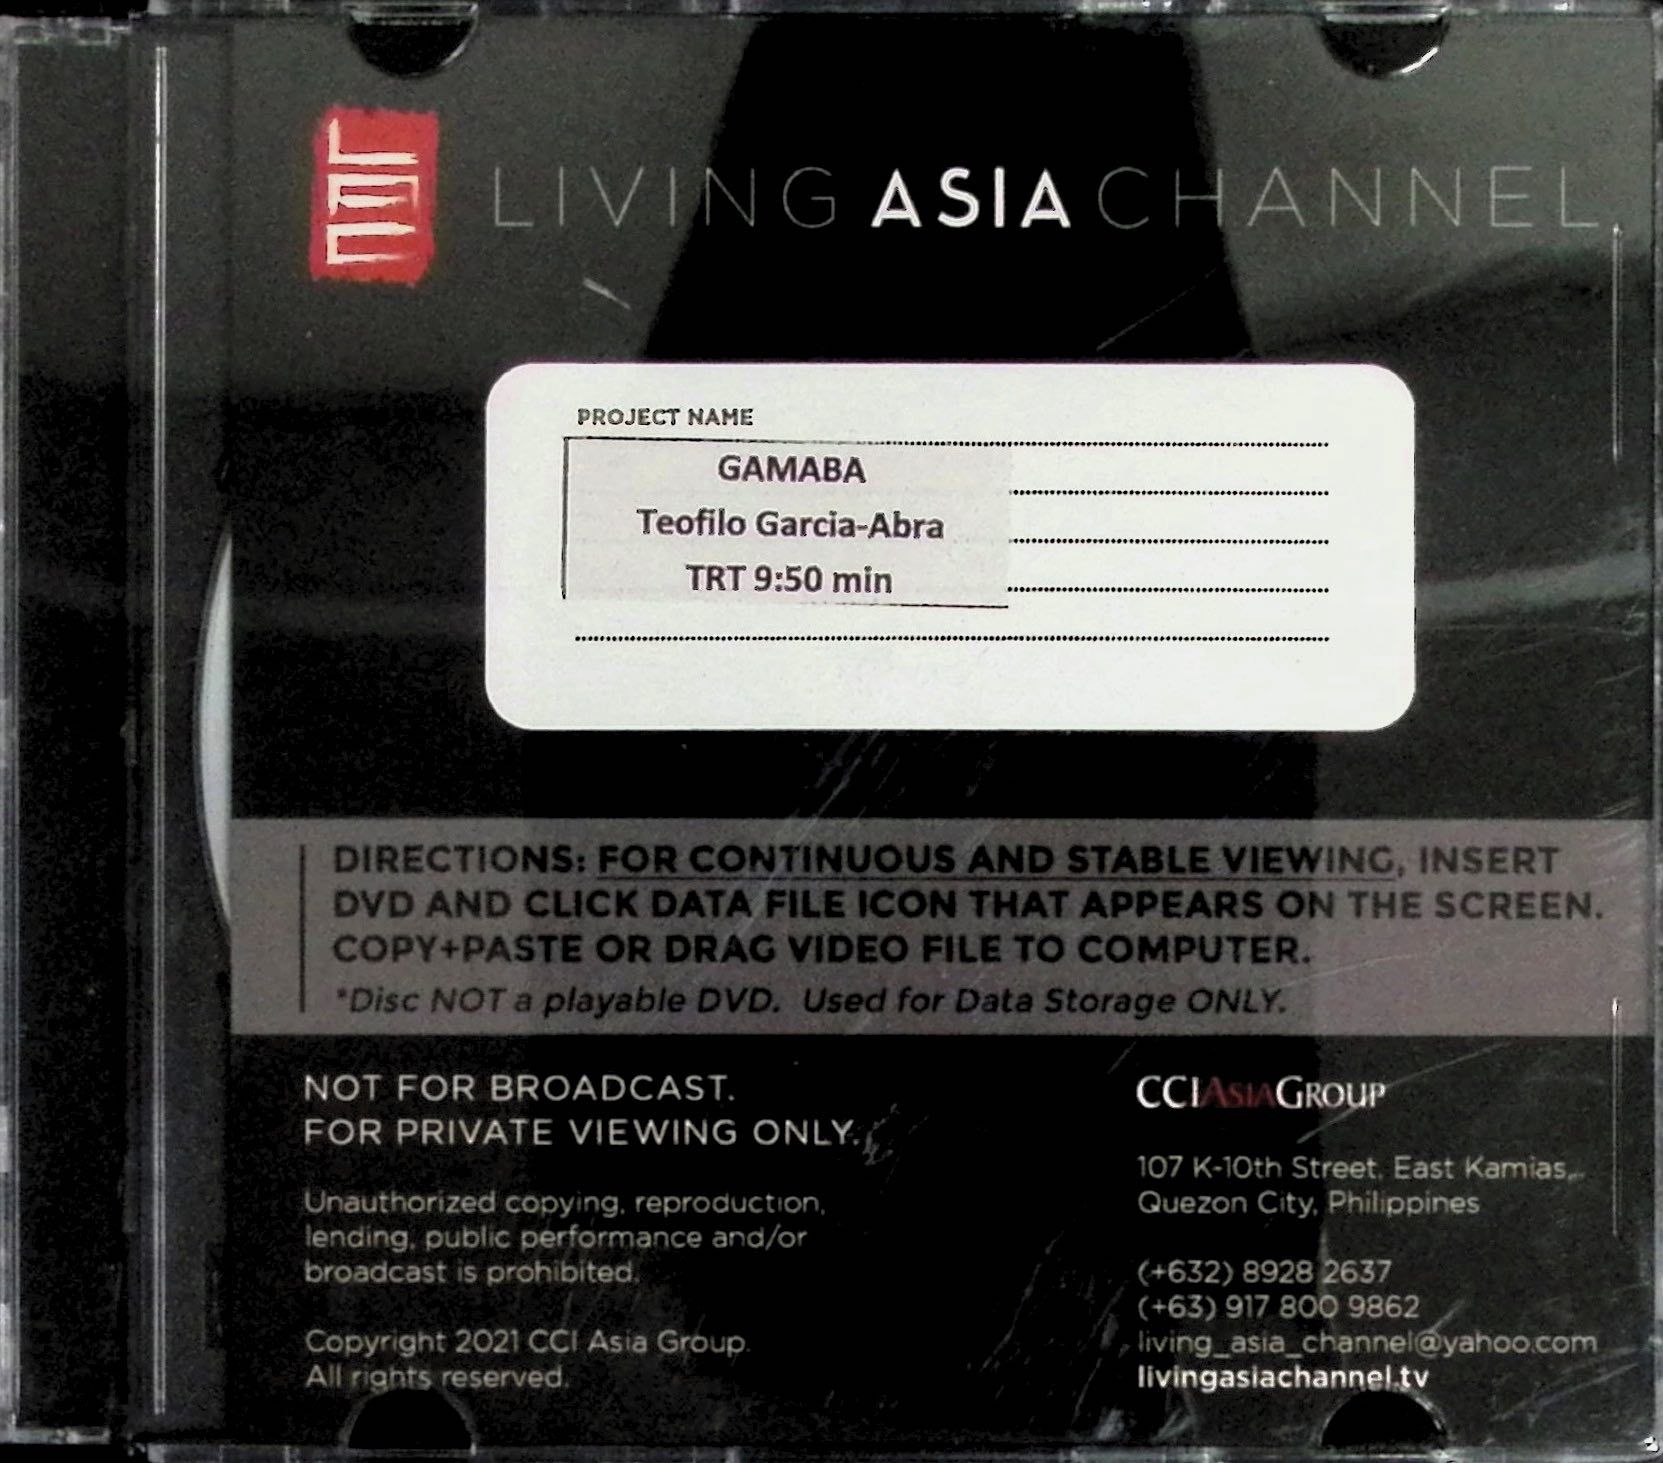 LAC
LIVING ASIA CHANNEL
PROJECT NAME
GAMABA
Teofilo Garcia-Abra
TRT 9:50 min
DIRECTIONS: FOR CONTINUOUS AND STABLE VIEWING, INSERT
DVD AND CLICK DATA FILE ICON THAT APPEARS ON THE SCREEN.
COPY+PASTE OR DRAG VIDEO FILE TO COMPUTER.
*Disc NOT a playable DVD. Used for Data Storage ONLY.
NOT FOR BROADCAST.
FOR PRIVATE VIEWING ONLY.
Unauthorized copying, reproduction,
lending, public performance and/or
broadcast is prohibited.
Copyright 2021 CCI Asia Group.
All rights reserved.
CCIASIAGROUP
107 K-10th Street, East Kamias,
Quezon City, Philippines
(+632) 8928 2637
(+63) 917 800 9862
living_asia_channel@yahoo.com
livingasiachannel.tv